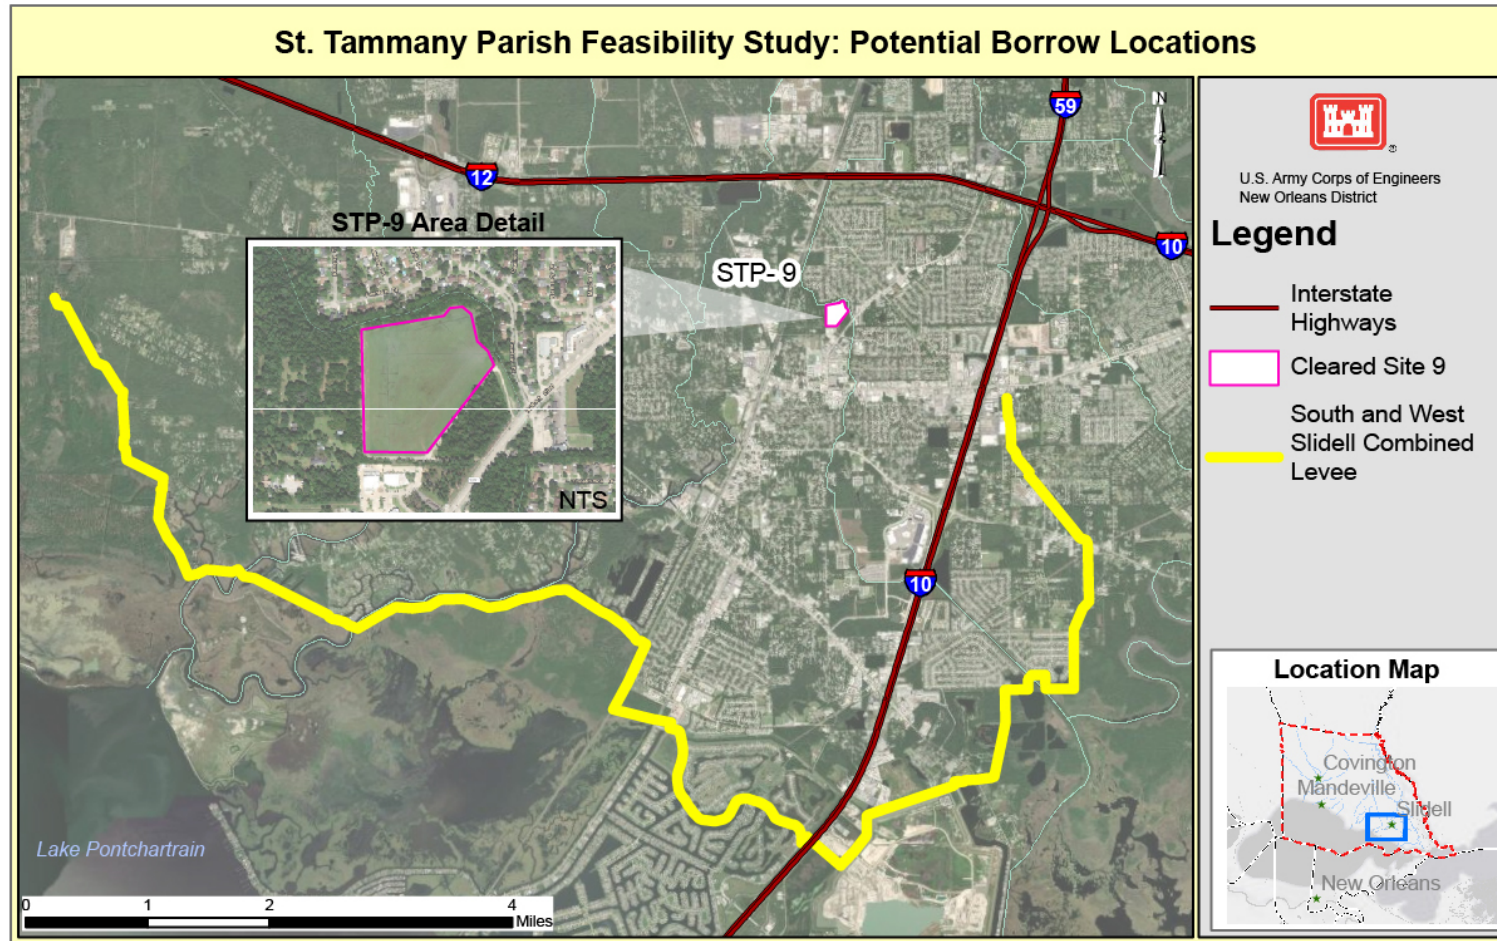 St. Tammany Parish Feasibility Study: Potential Borrow Locations
59
N
12
10
STP-9 Area Detail
STP- 9
NTS
10
Lake Pontchartrain
0 1 2 4
Miles
®
U.S. Army Corps of Engineers
New Orleans District
Legend
Interstate
Highways
Cleared Site 9
South and West
Slidell Combined
Levee
Location Map
Covington
Mandeville
Slidell
New Orleans